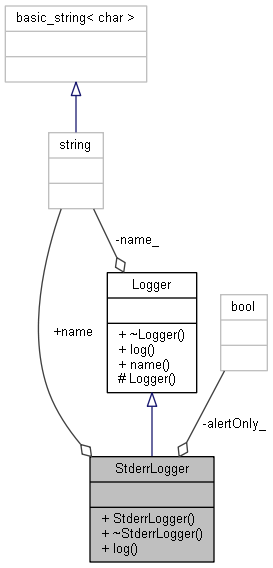 basic_string< char >
string
-name_
Logger
+ ~Logger()
+ log()
+ name()
# Logger()
bool
+name
-alertOnly_
StderrLogger
+ StderrLogger()
+ ~StderrLogger()
+ log()